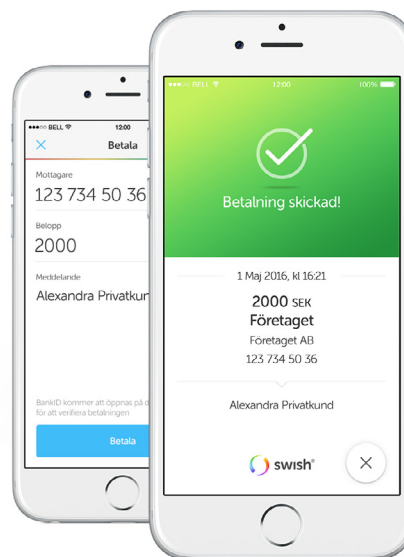 BELL 12:00
Betala
Mottagare
123 734 50 36
Belopp
2000
Meddelande
Alexandra Privatkun
BankID kommer att öppnas på d
för att verifiera betalningen
Betala
BELL 12:00 100%
Betalning skickad!
1 Maj 2016, kl 16:21
2000 SEK
Företaget
Företaget AB
123 734 50 36
Alexandra Privatkund
swish®